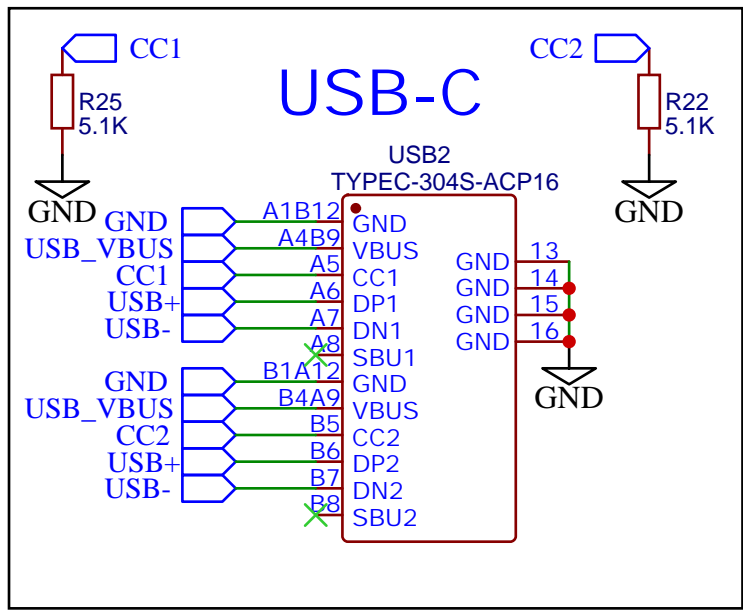 CC1
CC2
USB-C
R25
5.1K
R22
5.1K
GND
GND
USB2
TYPEC-304S-ACP16
GND A1B12 GND
USB_VBUS A4B9 VBUS
CC1 A5 CC1
USB+ A6 DP1
USB- A7 DN1
A8 SBU1
GND B1A12 GND
USB_VBUS B4A9 VBUS
CC2 B5 CC2
USB+ B6 DP2
USB- B7 DN2
B8 SBU2
GND 13
GND 14
GND 15
GND 16
GND